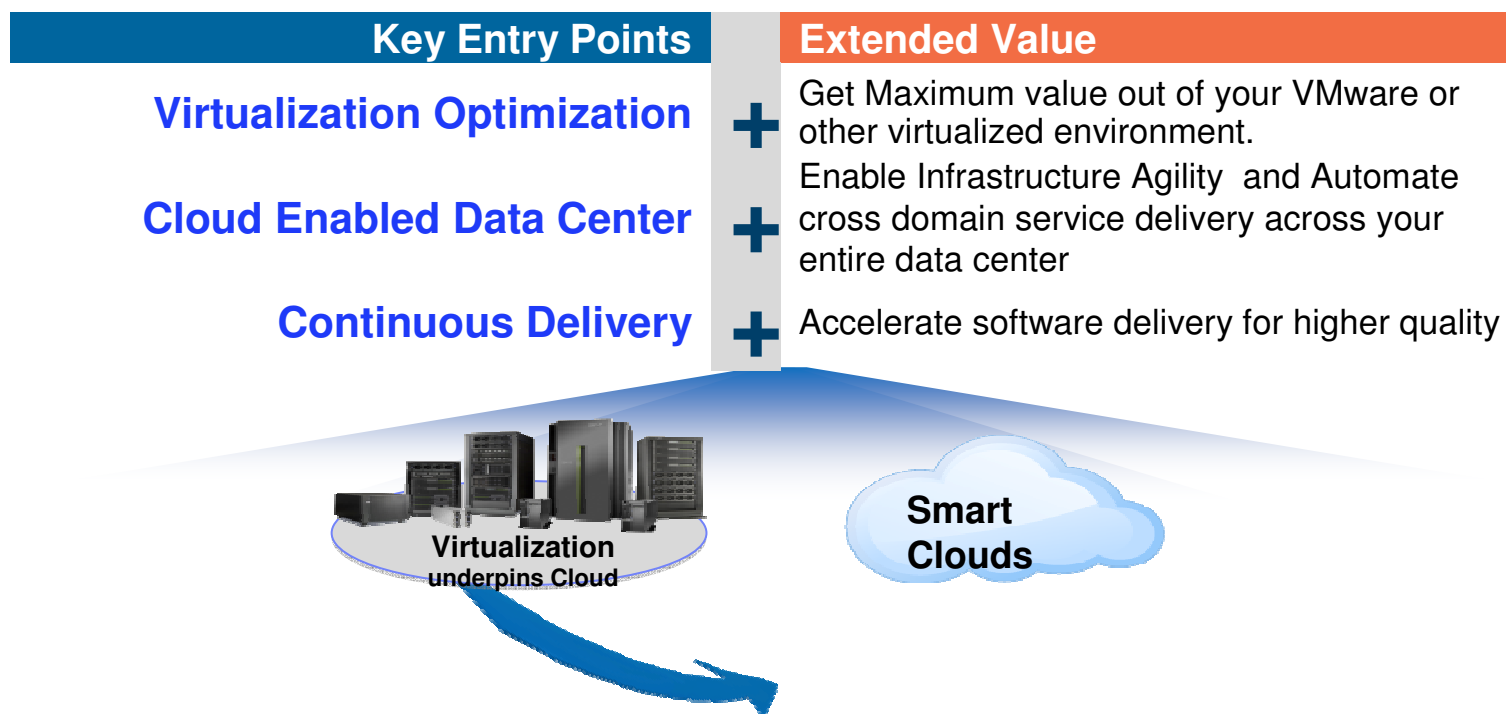 Key Entry Points
Extended Value
Virtualization Optimization
+
Get Maximum value out of your VMware or
other virtualized environment.
Cloud Enabled Data Center
+
Enable Infrastructure Agility and Automate
cross domain service delivery across your
entire data center
Continuous Delivery
+
Accelerate software delivery for higher quality
Virtualization
underpins Cloud
Smart
Clouds